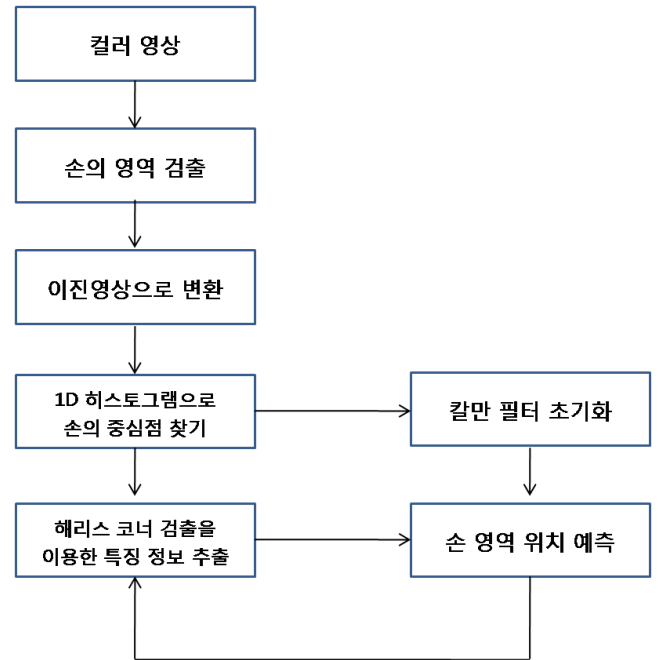 컬러 영상
손의 영역 검출
이진영상으로 변환
1D 히스토그램으로
손의 중심점 찾기
칼만 필터 초기화
해리스 코너 검출을
이용한 특징 정보 추출
손 영역 위치 예측